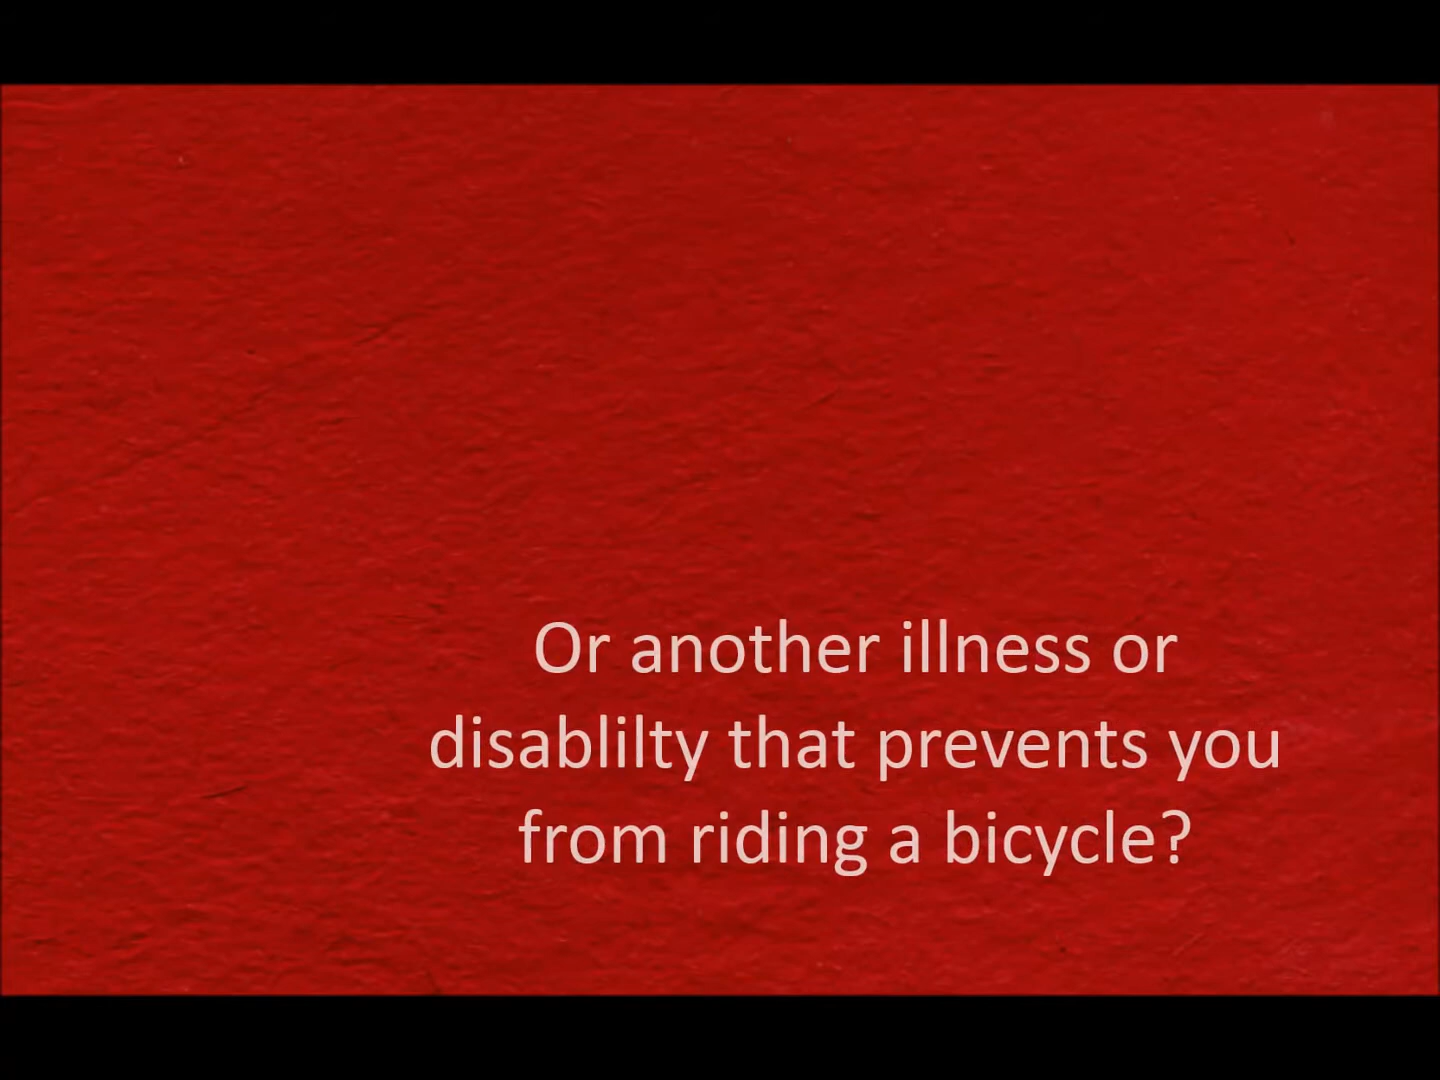 Or another illness or
disablilty that prevents you
from riding a bicycle?